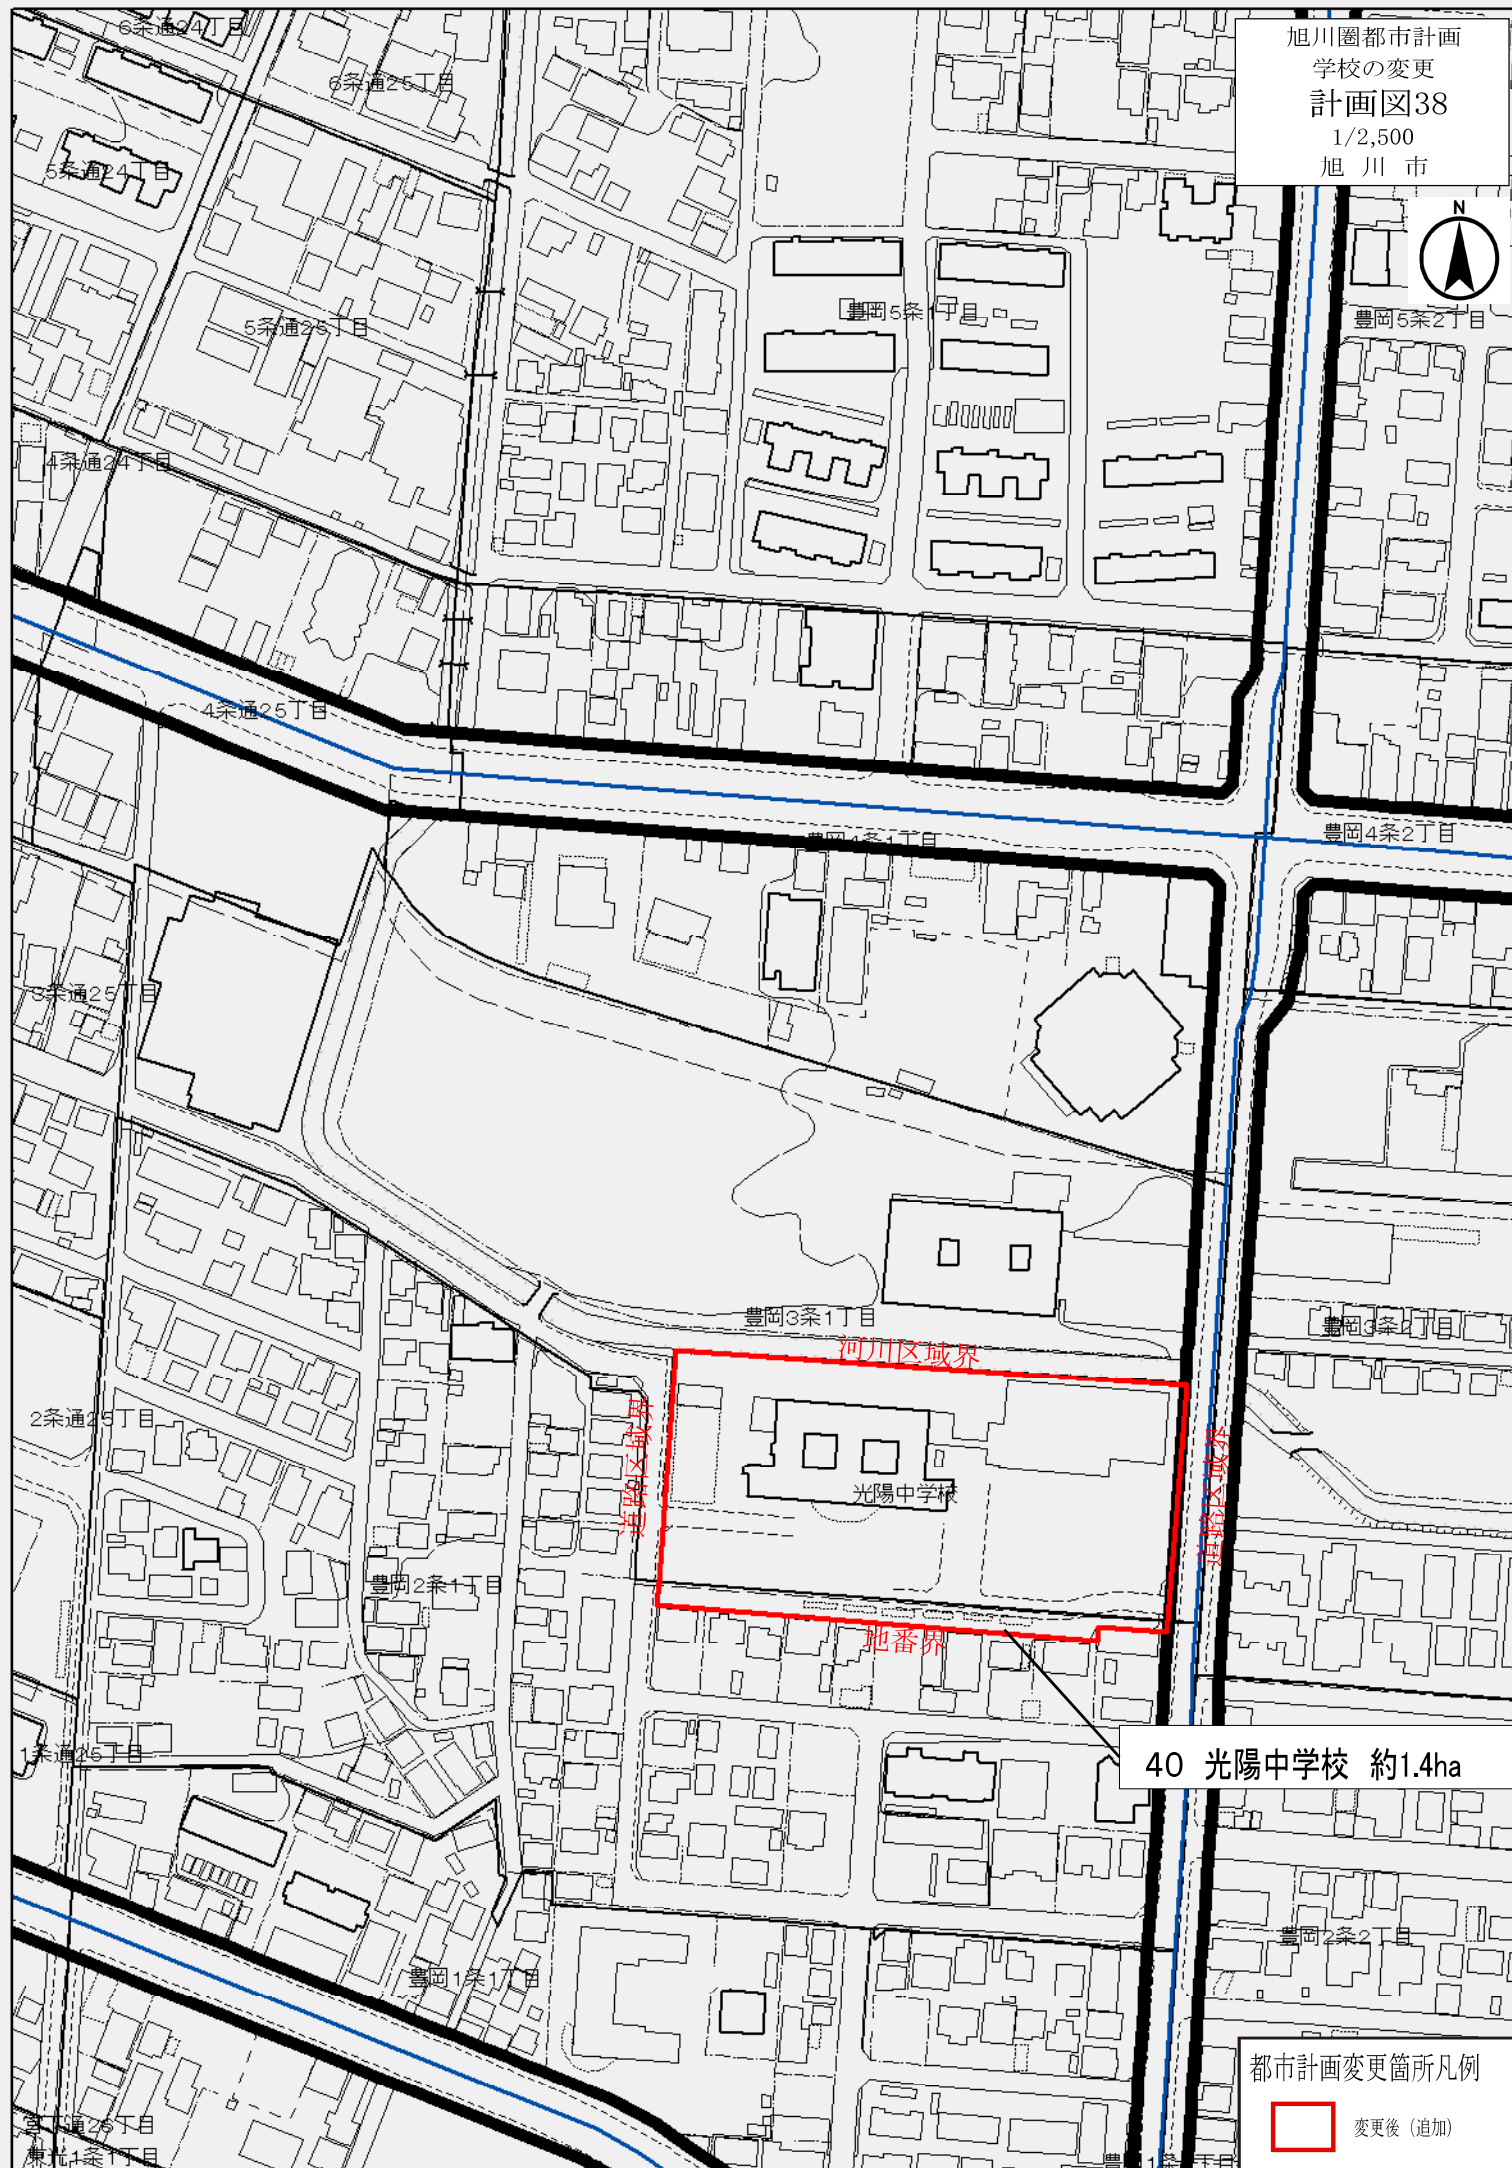 旭川圏都市計画
学校の変更
計画図38
1/2,500
旭川市
N
6条通24丁目
6条通25丁目
5条通24丁目
5条通25丁目
豊岡5条1丁目
豊岡5条2丁目
4条通24丁目
4条通25丁目
豊岡4条1丁目
豊岡4条2丁目
3条通25丁目
豊岡3条1丁目
豊岡3条2丁目
河川区域界
2条通25丁目
道路区域界
道路区域界
光陽中学校
豊岡2条1丁目
地番界
1条通25丁目
40 光陽中学校 約1.4ha
豊岡2条2丁目
豊岡1条1丁目
都市計画変更箇所凡例
変更後（追加）
宮下通26丁目
東光1条1丁目